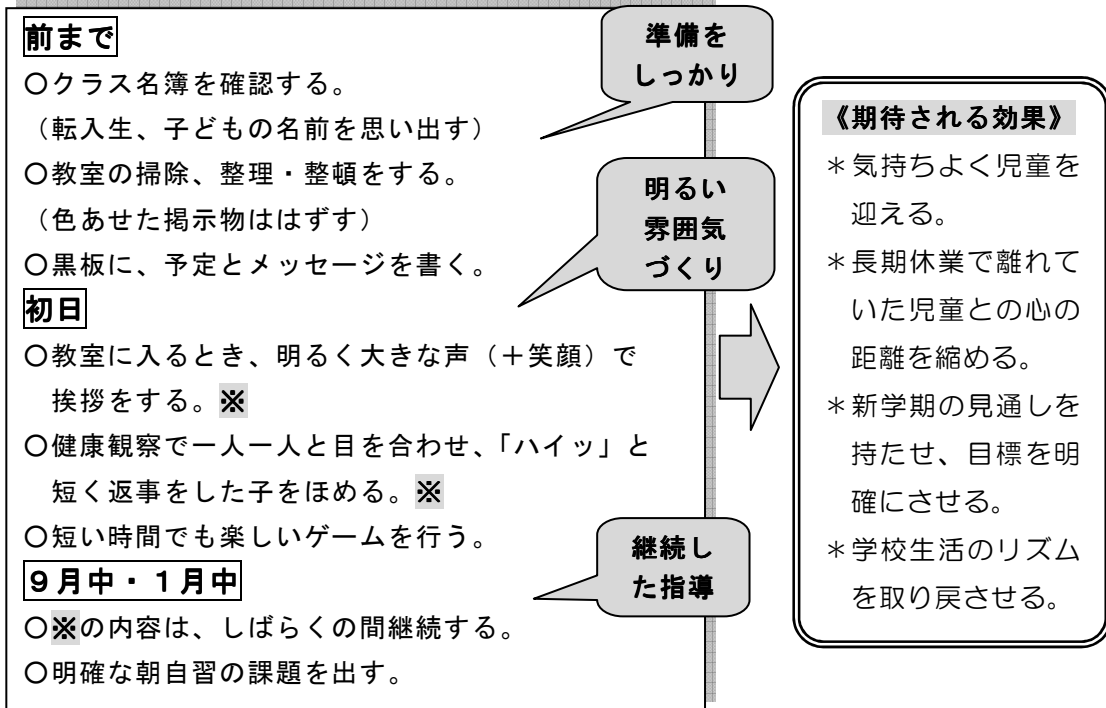 前まで
〇クラス名簿を確認する。
（転入生、子どもの名前を思い出す）
〇教室の掃除、整理・整頓をする。
（色あせた掲示物ははずす）
〇黒板に、予定とメッセージを書く。
初日
〇教室に入るとき、明るく大きな声（＋笑顔）で
挨拶をする。※
〇健康観察で一人一人と目を合わせ、「ハイッ」と
短く返事をした子をほめる。※
〇短い時間でも楽しいゲームを行う。
９月中・１月中
〇※の内容は、しばらくの間継続する。
〇明確な朝自習の課題を出す。
準備を
しっかり
明るい
雰囲気
づくり
継続し
た指導
《期待される効果》
＊気持ちよく児童を
迎える。
＊長期休業で離れて
いた児童との心の
距離を縮める。
＊新学期の見通しを
持たせ、目標を明
確にさせる。
＊学校生活のリズム
を取り戻させる。